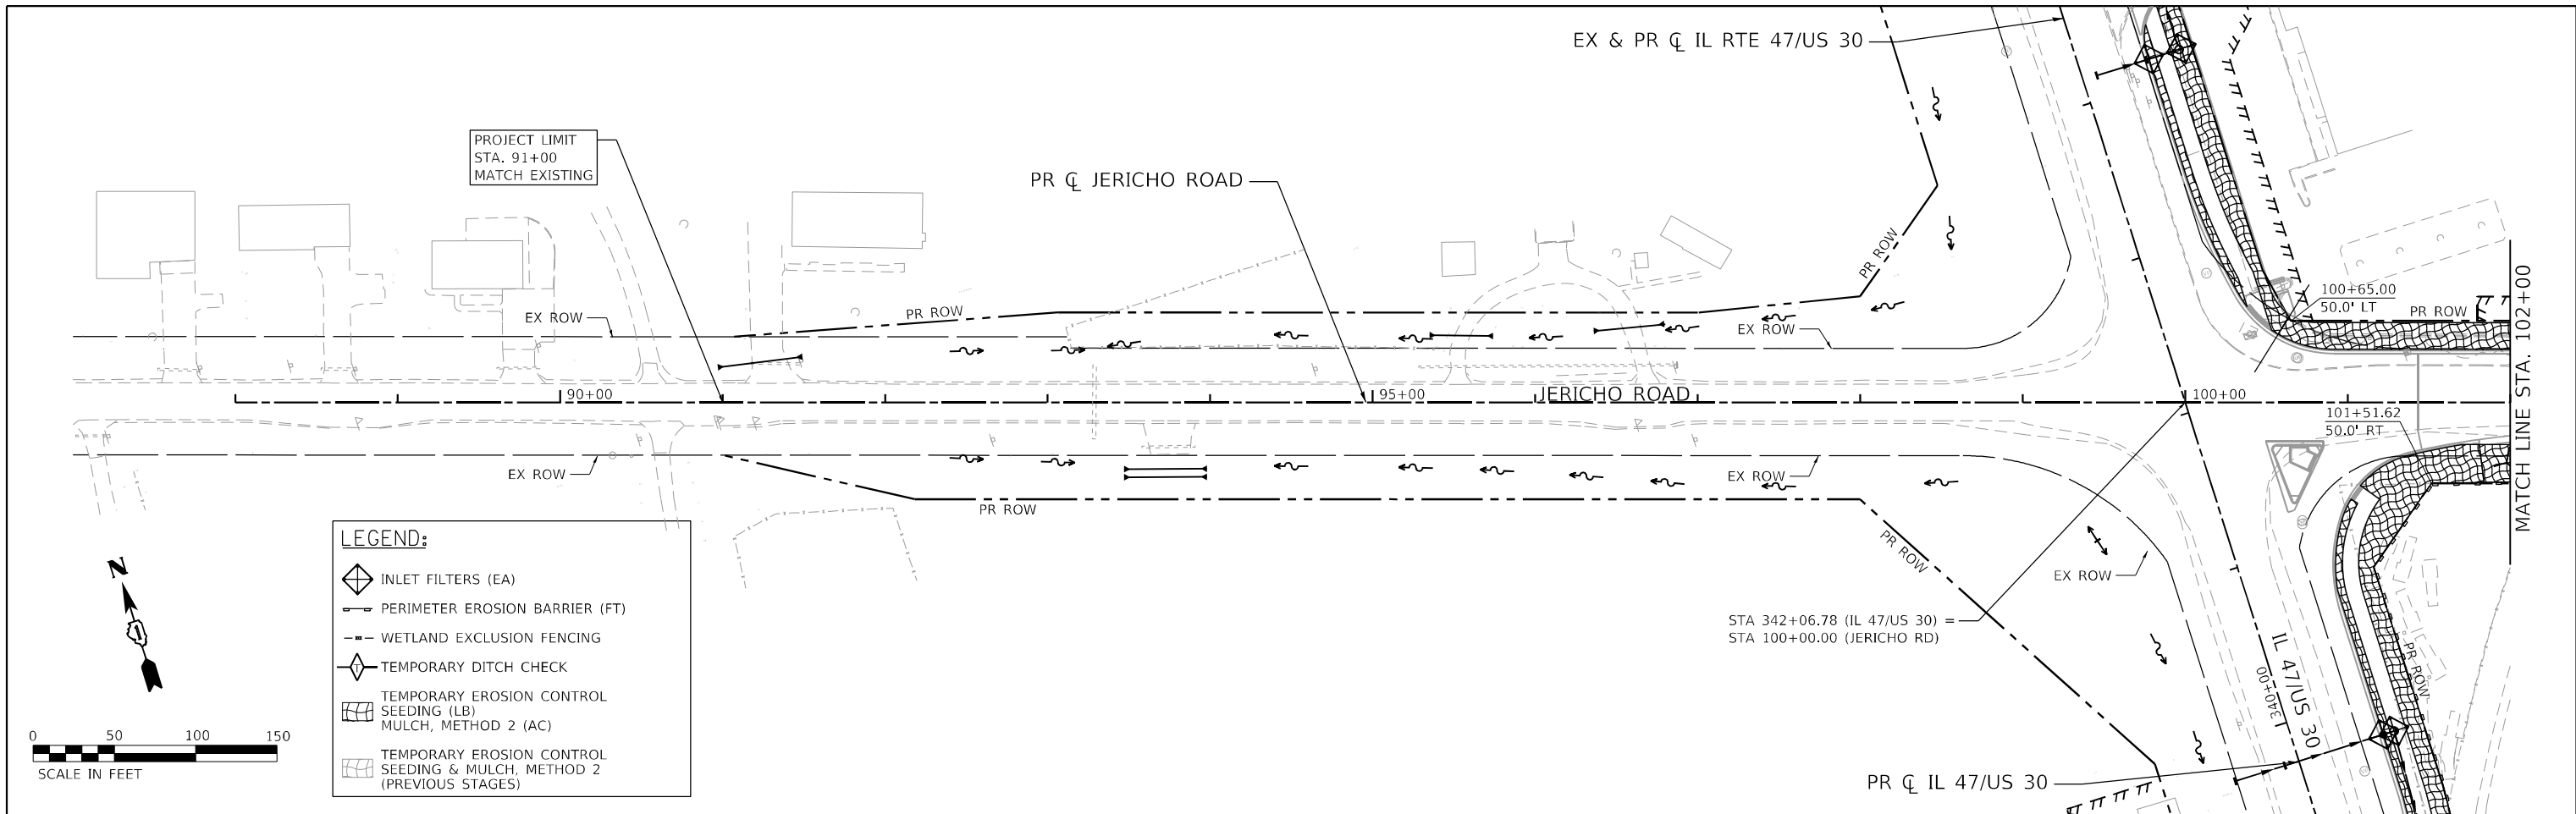 EX & PR ℄ IL RTE 47/US 30
PROJECT LIMIT
STA. 91+00
MATCH EXISTING
PR ℄ JERICHO ROAD
PR ROW
EX ROW
PR ROW
EX ROW
100+65.00
50.0' LT
PR ROW
90+00
95+00
JERICHO ROAD
100+00
101+51.62
50.0' RT
MATCH LINE STA. 102+00
EX ROW
EX ROW
PR ROW
PR ROW
EX ROW
STA 342+06.78 (IL 47/US 30) =
STA 100+00.00 (JERICHO RD)
IL 47/US 30
340+00
PR ROW
PR ℄ IL 47/US 30
N
1
0 50 100 150
SCALE IN FEET
LEGEND:
INLET FILTERS (EA)
PERIMETER EROSION BARRIER (FT)
WETLAND EXCLUSION FENCING
T
TEMPORARY DITCH CHECK
TEMPORARY EROSION CONTROL
SEEDING (LB)
MULCH, METHOD 2 (AC)
TEMPORARY EROSION CONTROL
SEEDING & MULCH, METHOD 2
(PREVIOUS STAGES)